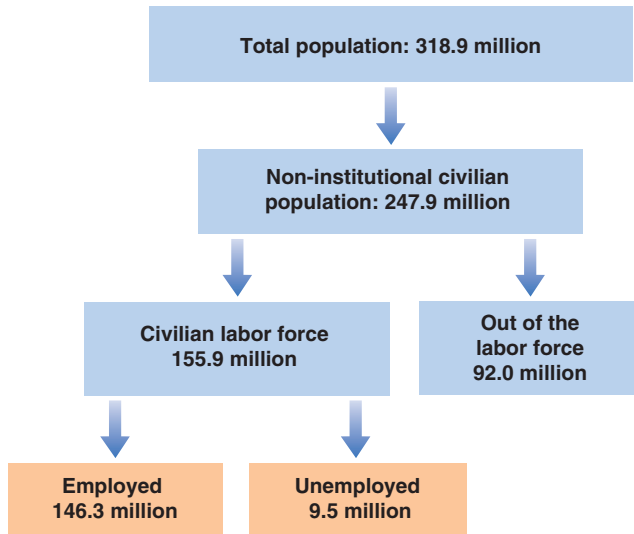 Total population: 318.9 million
Non-institutional civilian
population: 247.9 million
Civilian labor force
155.9 million
Out of the
labor force
92.0 million
Employed
146.3 million
Unemployed
9.5 million